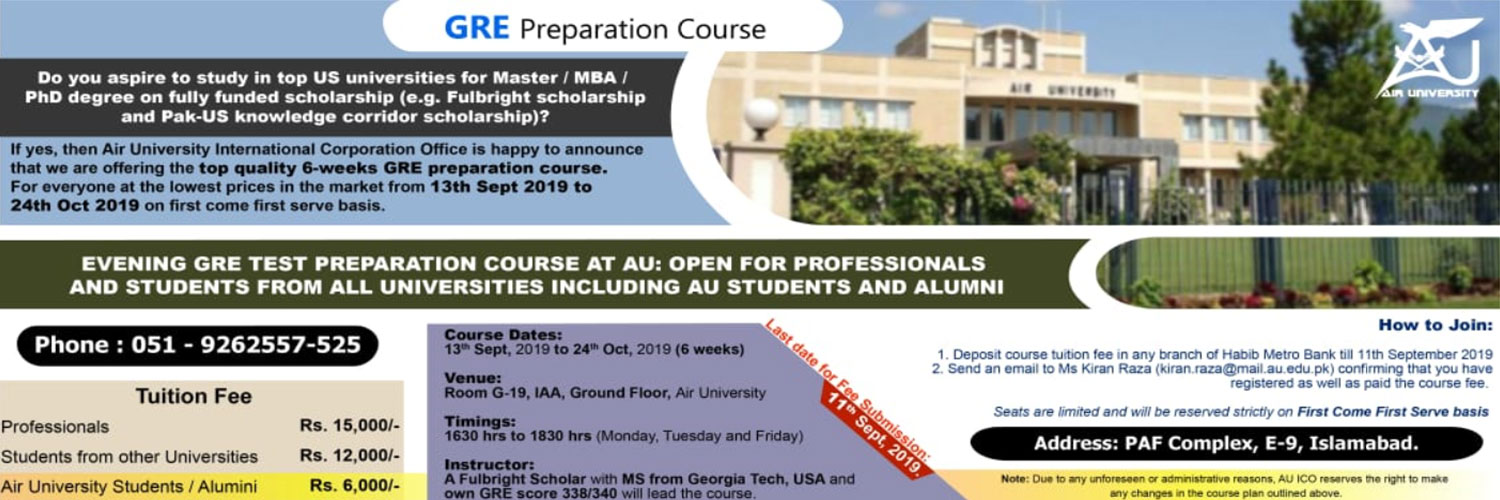 GRE Preparation Course
AIR UNIVERSITY
AU
AIR UNIVERSITY
Do you aspire to study in top US universities for Master / MBA /
PhD degree on fully funded scholarship (e.g. Fulbright scholarship
and Pak-US knowledge corridor scholarship)?
If yes, then Air University International Corporation Office is happy to announce
that we are offering the top quality 6-weeks GRE preparation course.
For everyone at the lowest prices in the market from 13th Sept 2019 to
24th Oct 2019 on first come first serve basis.
EVENING GRE TEST PREPARATION COURSE AT AU: OPEN FOR PROFESSIONALS
AND STUDENTS FROM ALL UNIVERSITIES INCLUDING AU STUDENTS AND ALUMNI
Phone : 051 - 9262557-525
Tuition Fee
Professionals Rs. 15,000/-
Students from other Universities Rs. 12,000/-
Air University Students / Alumini Rs. 6,000/-
Course Dates:
13th Sept, 2019 to 24th Oct, 2019 (6 weeks)
Venue:
Room G-19, IAA, Ground Floor, Air University
Timings:
1630 hrs to 1830 hrs (Monday, Tuesday and Friday)
Instructor:
A Fulbright Scholar with MS from Georgia Tech, USA and
own GRE score 338/340 will lead the course.
Last date for Fee Submission:
11th Sept, 2019.
How to Join:
1. Deposit course tuition fee in any branch of Habib Metro Bank till 11th September 2019
2. Send an email to Ms Kiran Raza (kiran.raza@mail.au.edu.pk) confirming that you have
registered as well as paid the course fee.
Seats are limited and will be reserved strictly on First Come First Serve basis
Address: PAF Complex, E-9, Islamabad.
Note: Due to any unforeseen or administrative reasons, AU ICO reserves the right to make
any changes in the course plan outlined above.